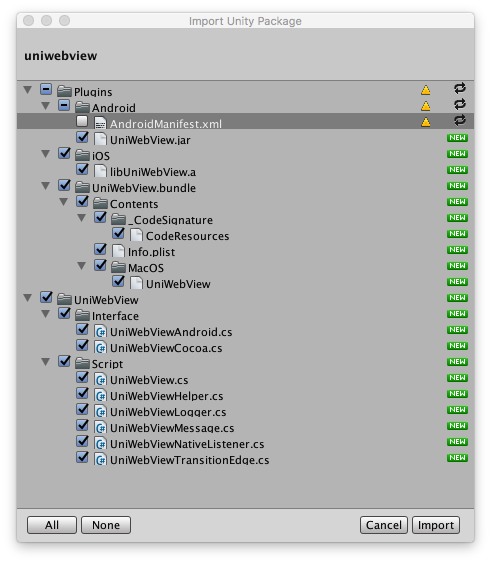 Import Unity Package
uniwebview
Plugins
Android
AndroidManifest.xml
UniWebView.jar NEW
iOS NEW
libUniWebView.a NEW
UniWebView.bundle NEW
Contents NEW
_CodeSignature NEW
CodeResources NEW
Info.plist NEW
MacOS NEW
UniWebView NEW
UniWebView NEW
Interface NEW
C# UniWebViewAndroid.cs NEW
C# UniWebViewCocoa.cs NEW
Script NEW
C# UniWebView.cs NEW
C# UniWebViewHelper.cs NEW
C# UniWebViewLogger.cs NEW
C# UniWebViewMessage.cs NEW
C# UniWebViewNativeListener.cs NEW
C# UniWebViewTransitionEdge.cs NEW
All None Cancel Import